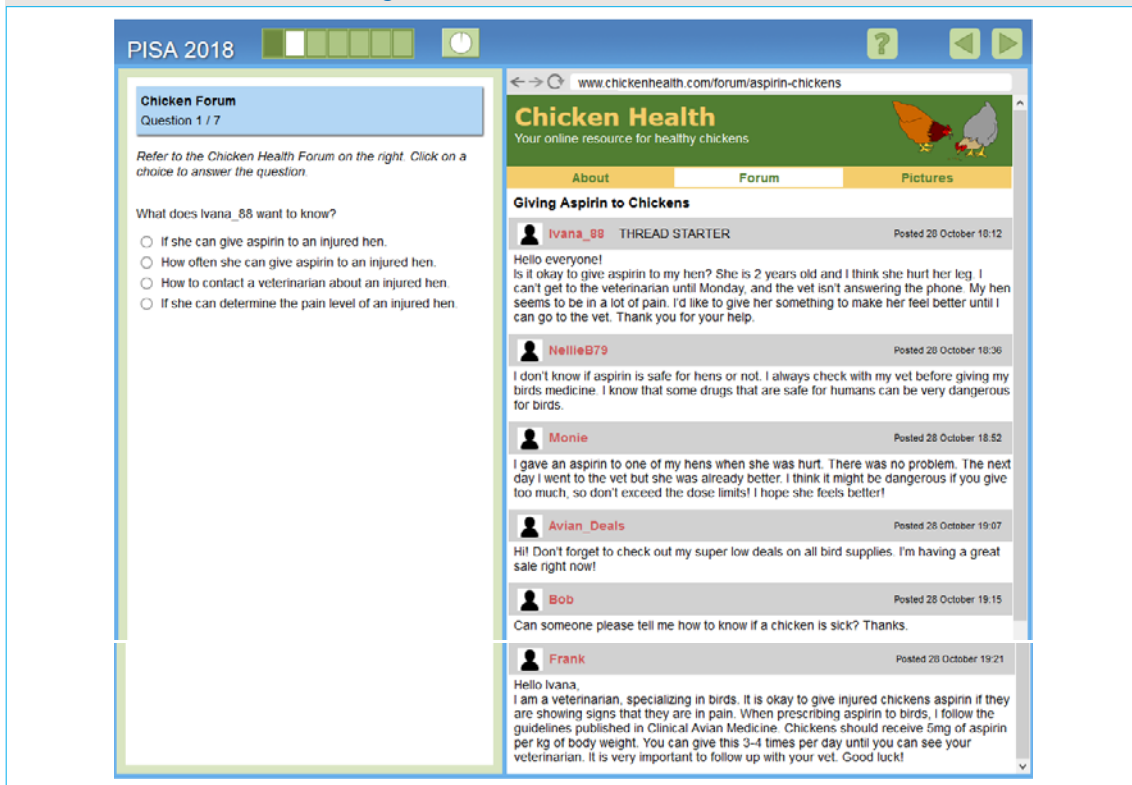 PISA 2018
?
Chicken Forum
Question 1 / 7
Refer to the Chicken Health Forum on the right. Click on a
choice to answer the question.
What does Ivana_88 want to know?
If she can give aspirin to an injured hen.
How often she can give aspirin to an injured hen.
How to contact a veterinarian about an injured hen.
If she can determine the pain level of an injured hen.
www.chickenhealth.com/forum/aspirin-chickens
Chicken Health
Your online resource for healthy chickens
About Forum Pictures
Giving Aspirin to Chickens
Ivana_88 THREAD STARTER Posted 28 October 18:12
Hello everyone!
Is it okay to give aspirin to my hen? She is 2 years old and I think she hurt her leg. I
can't get to the veterinarian until Monday, and the vet isn't answering the phone. My hen
seems to be in a lot of pain. I'd like to give her something to make her feel better until I
can go to the vet. Thank you for your help.
NellieB79 Posted 28 October 18:36
I don't know if aspirin is safe for hens or not. I always check with my vet before giving my
birds medicine. I know that some drugs that are safe for humans can be very dangerous
for birds.
Monie Posted 28 October 18:52
I gave an aspirin to one of my hens when she was hurt. There was no problem. The next
day I went to the vet but she was already better. I think it might be dangerous if you give
too much, so don't exceed the dose limits! I hope she feels better!
Avian_Deals Posted 28 October 19:07
Hi! Don't forget to check out my super low deals on all bird supplies. I'm having a great
sale right now!
Bob Posted 28 October 19:15
Can someone please tell me how to know if a chicken is sick? Thanks.
Frank Posted 28 October 19:21
Hello Ivana,
I am a veterinarian, specializing in birds. It is okay to give injured chickens aspirin if they
are showing signs that they are in pain. When prescribing aspirin to birds, I follow the
guidelines published in Clinical Avian Medicine. Chickens should receive 5mg of aspirin
per kg of body weight. You can give this 3-4 times per day until you can see your
veterinarian. It is very important to follow up with your vet. Good luck!